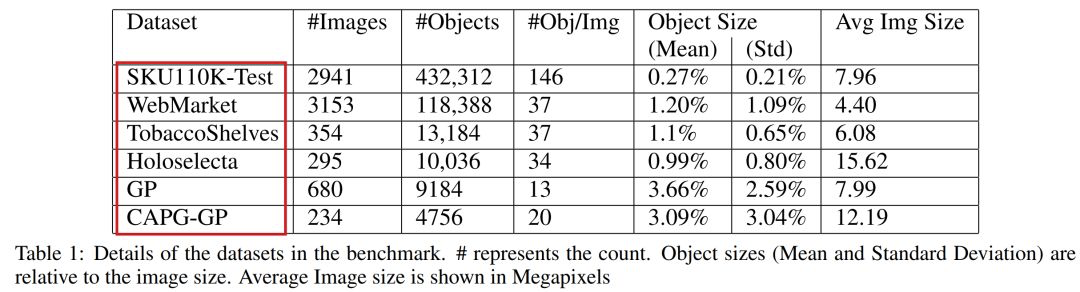 Dataset #Images #Objects #Obj/Img Object Size Avg Img Size
(Mean) (Std)
SKU110K-Test 2941 432,312 146 0.27% 0.21% 7.96
WebMarket 3153 118,388 37 1.20% 1.09% 4.40
TobaccoShelves 354 13,184 37 1.1% 0.65% 6.08
Holoselecta 295 10,036 34 0.99% 0.80% 15.62
GP 680 9184 13 3.66% 2.59% 7.99
CAPG-GP 234 4756 20 3.09% 3.04% 12.19
Table 1: Details of the datasets in the benchmark. # represents the count. Object sizes (Mean and Standard Deviation) are
relative to the image size. Average Image size is shown in Megapixels